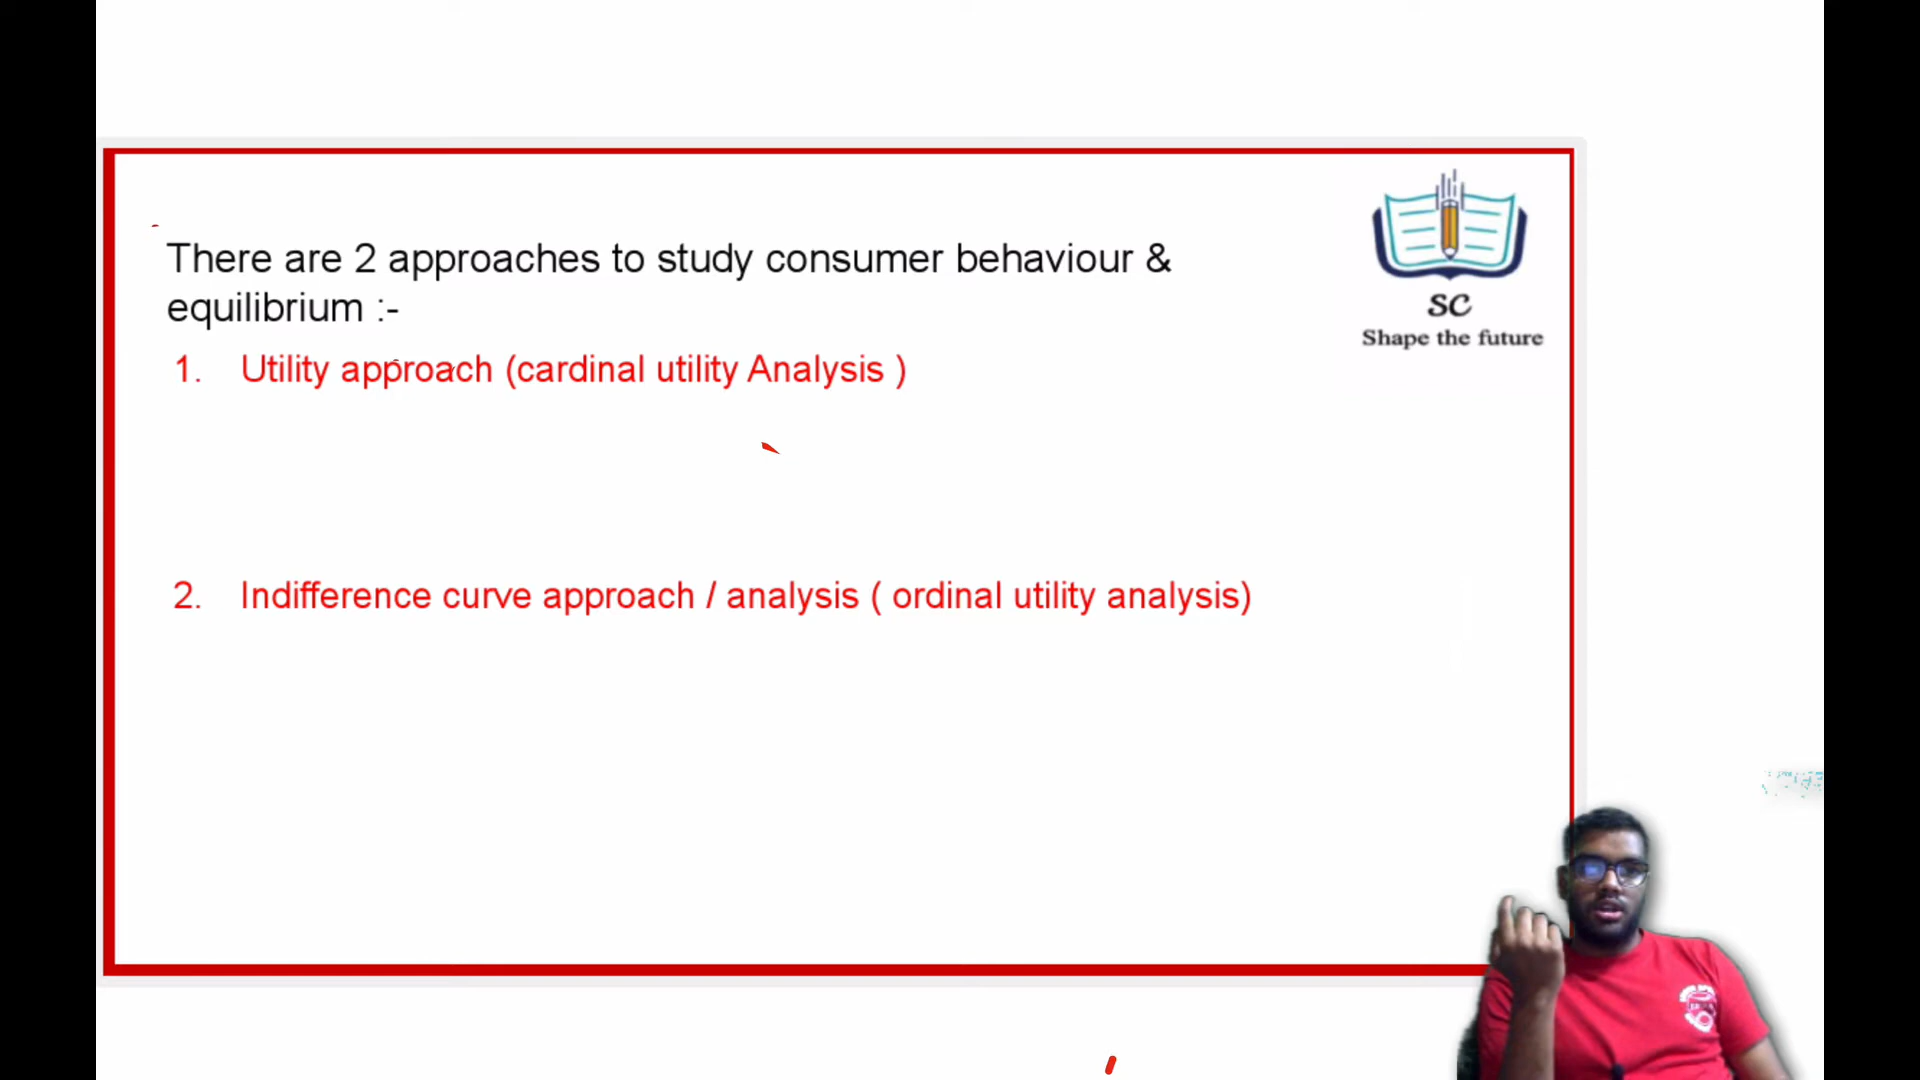 There are 2 approaches to study consumer behaviour &
equilibrium :-
1. Utility approach (cardinal utility Analysis )
2. Indifference curve approach / analysis ( ordinal utility analysis)
SC
Shape the future